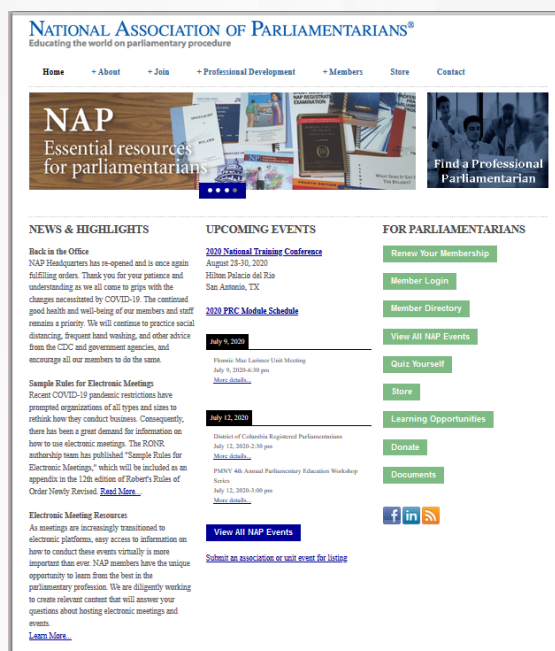 NATIONAL ASSOCIATION OF PARLIAMENTARIANS®
Educating the world on parliamentary procedure
Home + About + Join + Professional Development + Members Store Contact
NAP
Essential resources
for parliamentarians
Find a Professional
Parliamentarian
NEWS & HIGHLIGHTS
Back in the Office
NAP Headquarters has re-opened and is once again
fulfilling orders. Thank you for your patience and
understanding as we all come to grips with the
changes necessitated by COVID-19. The continued
good health and well-being of our members and staff
remains a priority. We will continue to practice social
distancing, frequent hand washing, and other advice
from the CDC and government agencies, and
encourage all our members to do the same.
Sample Rules for Electronic Meetings
Recent COVID-19 pandemic restrictions have
prompted organizations of all types and sizes to
rethink how they conduct business. Consequently,
there has been a great demand for information on
how to use electronic meetings. The RONR
authorship team has published "Sample Rules for
Electronic Meetings," which will be included as an
appendix in the 12th edition of Robert's Rules of
Order Newly Revised. Read More...
Electronic Meeting Resources
As meetings are increasingly transitioned to
electronic platforms, easy access to information on
how to conduct these events virtually is more
important than ever. NAP members have the unique
opportunity to learn from the best in the
parliamentary profession. We are diligently working
to create relevant content that will answer your
questions about hosting electronic meetings and
events.
Learn More...
UPCOMING EVENTS
2020 National Training Conference
August 28-30, 2020
Hilton Palacio del Rio
San Antonio, TX
2020 PRC Module Schedule
July 9, 2020
Flonnie Mae Larimer Unit Meeting
July 9, 2020-6:30 pm
More details...
July 12, 2020
District of Columbia Registered Parliamentarians
July 12, 2020-2:30 pm
PMNY 4th Annual Parliamentary Education Workshop
Series
July 12, 2020-3:00 pm
More details...
View All NAP Events
Submit an association or unit event for listing
FOR PARLIAMENTARIANS
Renew Your Membership
Member Login
Member Directory
View All NAP Events
Quiz Yourself
Store
Learning Opportunities
Donate
Documents